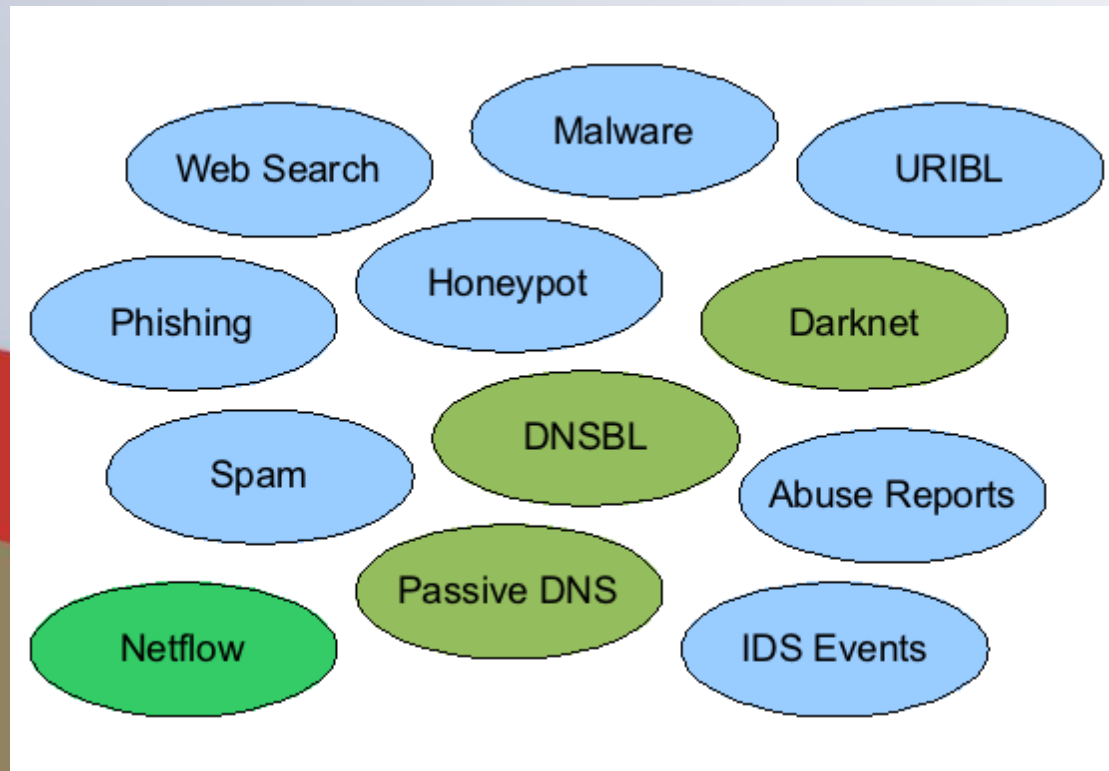 Malware
Web Search
URIBL
Honeypot
Phishing
Darknet
DNSBL
Spam
Abuse Reports
Passive DNS
Netflow
IDS Events